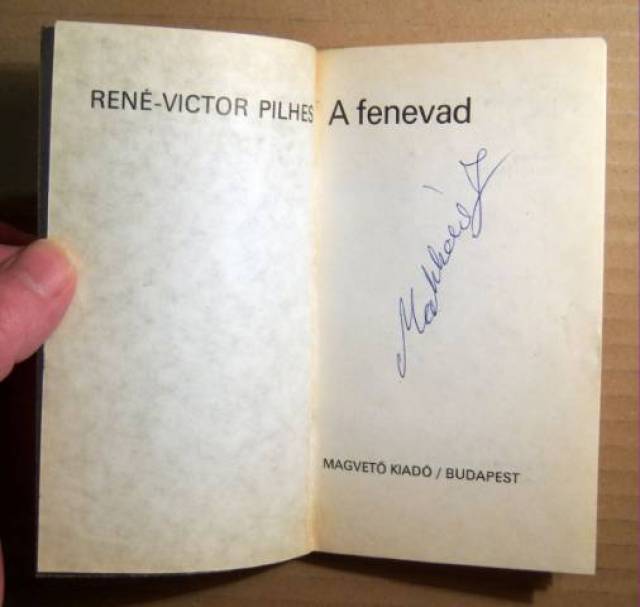 RENÉ-VICTOR PILHES A fenevad
MAGVETŐ KIADÓ / BUDAPEST